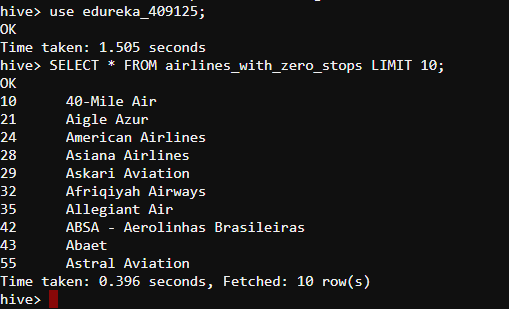 hive> use edureka_409125;
OK
Time taken: 1.505 seconds
hive> SELECT * FROM airlines_with_zero_stops LIMIT 10;
OK
10 40-Mile Air
21 Aigle Azur
24 American Airlines
28 Asiana Airlines
29 Askari Aviation
32 Afriqiyah Airways
35 Allegiant Air
42 ABSA - Aerolinhas Brasileiras
43 Abaet
55 Astral Aviation
Time taken: 0.396 seconds, Fetched: 10 row(s)
hive>